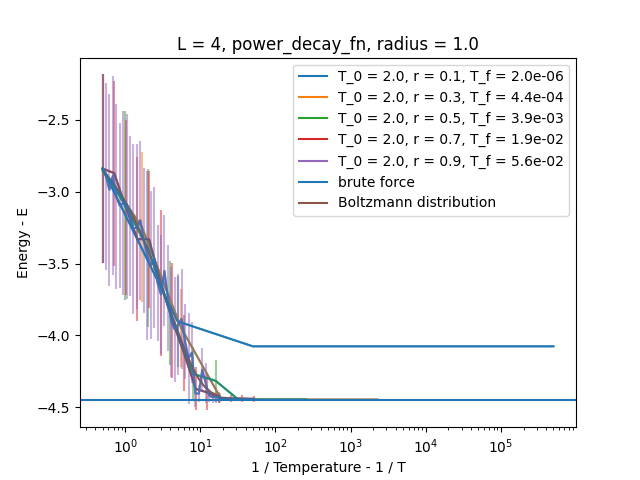 L = 4, power_decay_fn, radius = 1.0
T_0 = 2.0, r = 0.1, T_f = 2.0e-06
T_0 = 2.0, r = 0.3, T_f = 4.4e-04
T_0 = 2.0, r = 0.5, T_f = 3.9e-03
T_0 = 2.0, r = 0.7, T_f = 1.9e-02
T_0 = 2.0, r = 0.9, T_f = 5.6e-02
brute force
Boltzmann distribution
Energy - E
−2.5
−3.0
−3.5
−4.0
−4.5
10⁰ 10¹ 10² 10³ 10⁴ 10⁵
1 / Temperature - 1 / T